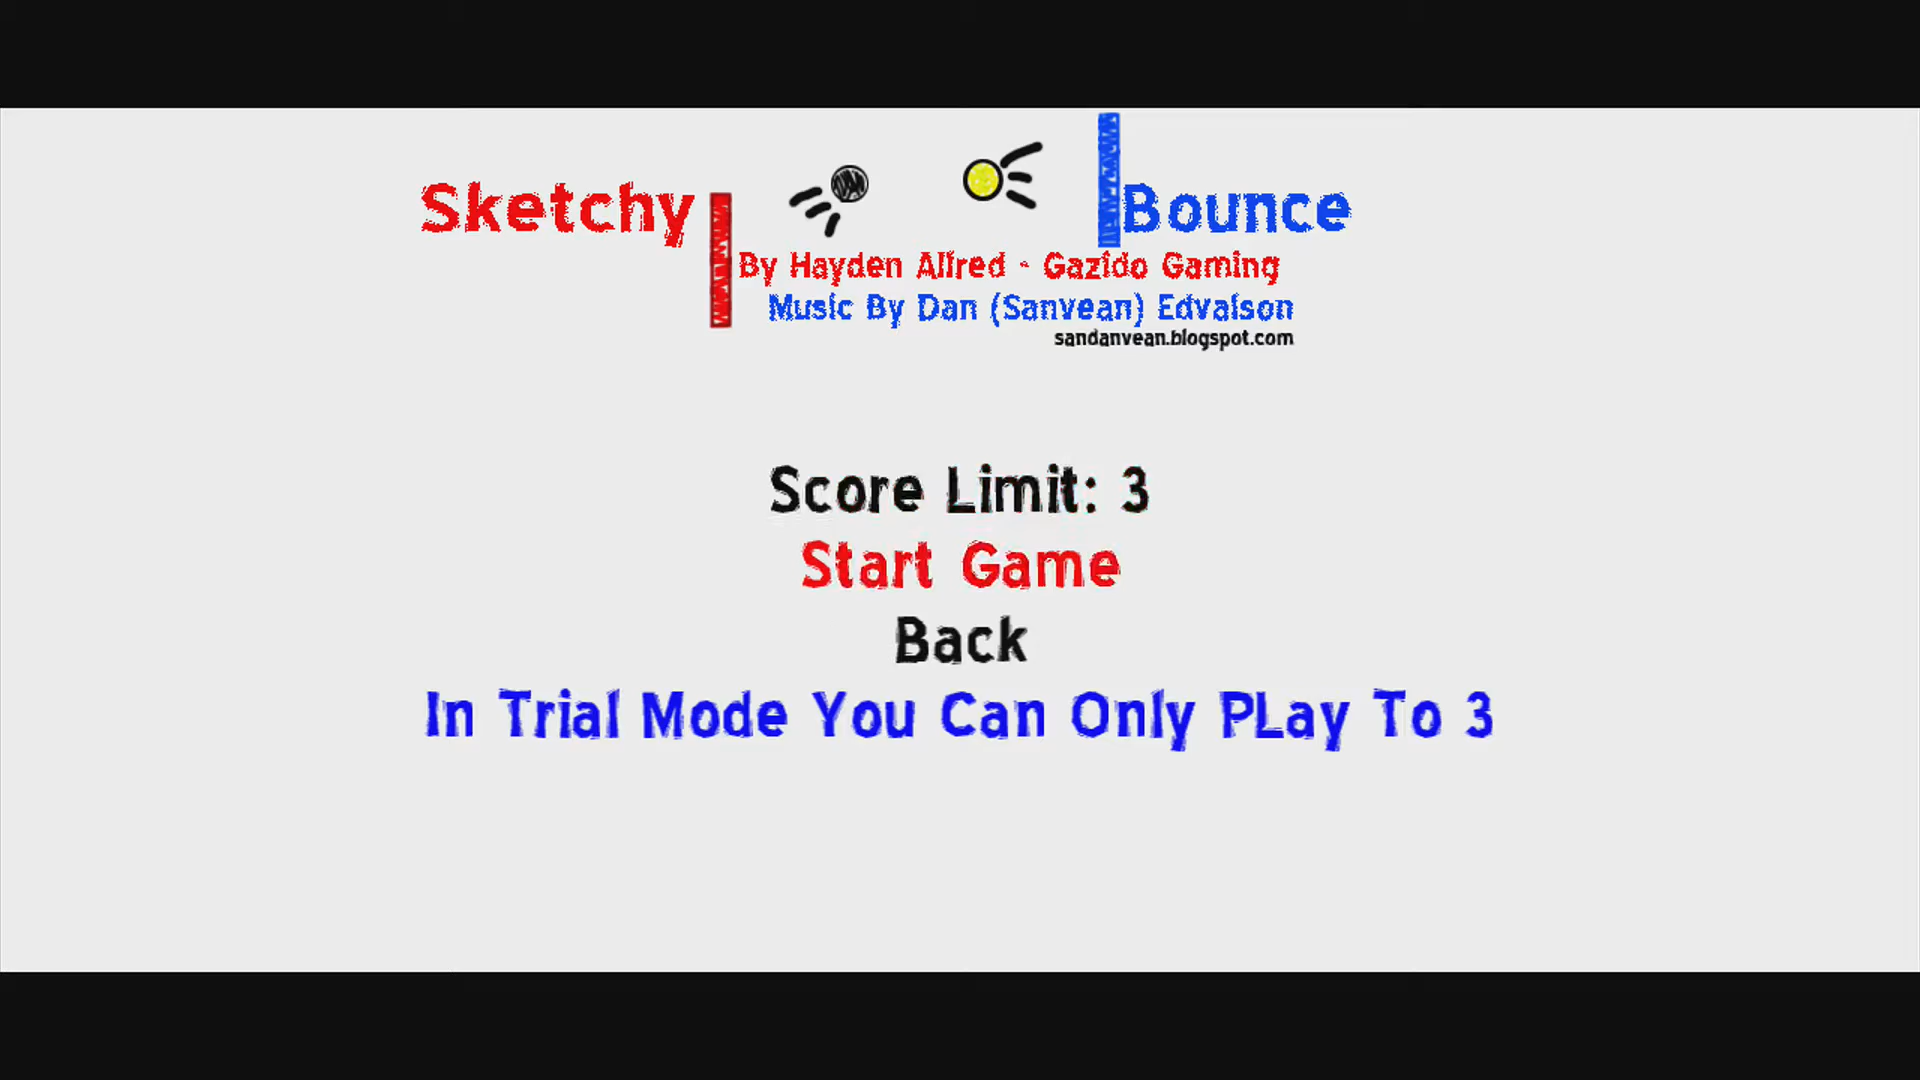 Sketchy Bounce
By Hayden Allred - Gazido Gaming
Music By Dan (Sanvean) Edvalson
sandanvean.blogspot.com
Score Limit: 3
Start Game
Back
In Trial Mode You Can Only PLay To 3